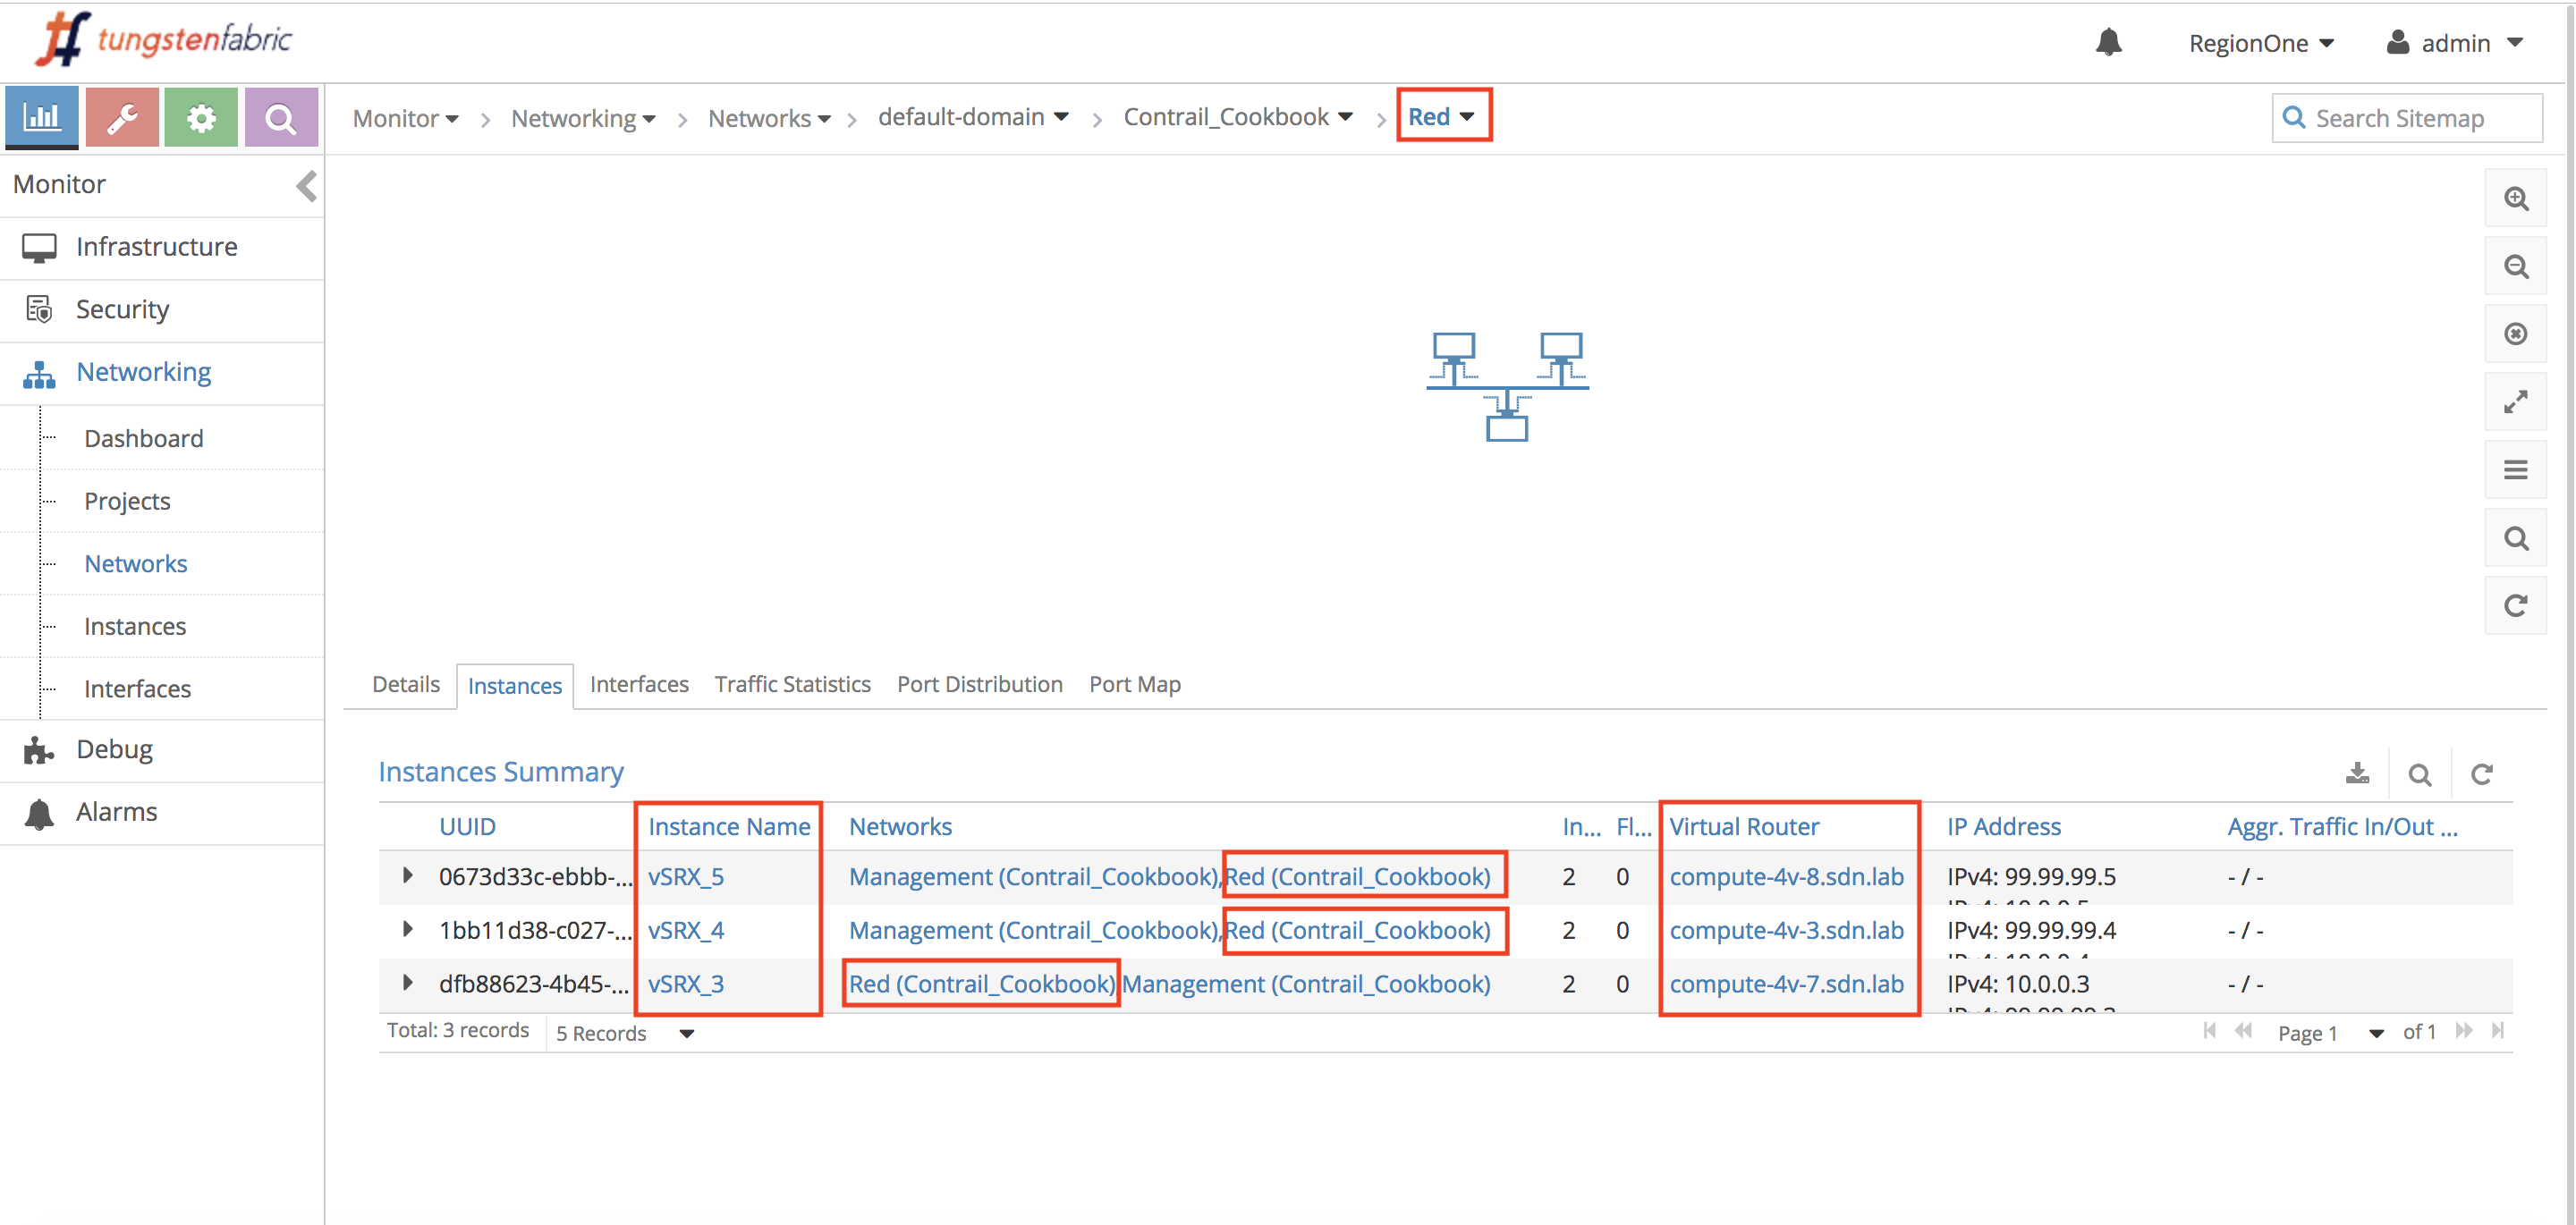 tungstenfabric
RegionOne
admin
Monitor > Networking > Networks > default-domain > Contrail_Cookbook > Red
Search Sitemap
Monitor
Infrastructure
Security
Networking
Dashboard
Projects
Networks
Instances
Interfaces
Debug
Alarms
Details Instances Interfaces Traffic Statistics Port Distribution Port Map
Instances Summary
UUID Instance Name Networks In... Fl... Virtual Router IP Address Aggr. Traffic In/Out ...
0673d33c-ebbb-... vSRX_5 Management (Contrail_Cookbook),Red (Contrail_Cookbook) 2 0 compute-4v-8.sdn.lab IPv4: 99.99.99.5 - / -
1bb11d38-c027-... vSRX_4 Management (Contrail_Cookbook),Red (Contrail_Cookbook) 2 0 compute-4v-3.sdn.lab IPv4: 99.99.99.4 - / -
dfb88623-4b45-... vSRX_3 Red (Contrail_Cookbook),Management (Contrail_Cookbook) 2 0 compute-4v-7.sdn.lab IPv4: 10.0.0.3 - / -
Total: 3 records 5 Records Page 1 of 1